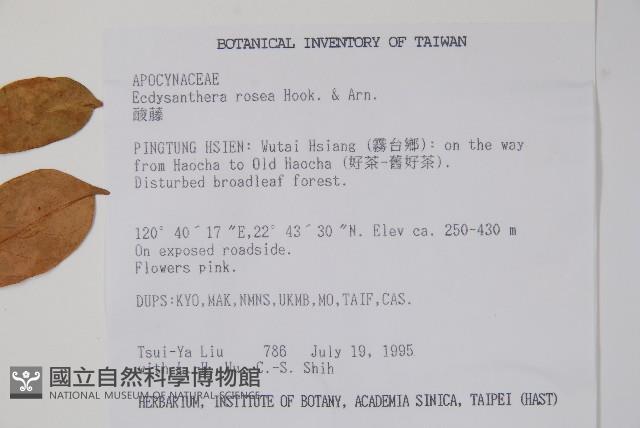 BOTANICAL INVENTORY OF TAIWAN
APOCYNACEAE
Ecdysanthera rosea Hook. & Arn.
酸藤
PINGTUNG HSIEN: Wutai Hsiang (霧台鄉): on the way
from Haocha to Old Haocha (好茶-舊好茶).
Disturbed broadleaf forest.
120° 40´17 ″E,22° 43´30 ″N. Elev ca. 250-430 m
On exposed roadside.
Flowers pink.
DUPS:KYO,MAK,NMNS,UKMB,MO,TAIF,CAS.
Tsui-Ya Liu 786 July 19, 1995
C.-S. Shih
國立自然科學博物館
NATIONAL MUSEUM OF NATURAL SCIENCE
HERBARIUM, INSTITUTE OF BOTANY, ACADEMIA SINICA, TAIPEI (HAST)